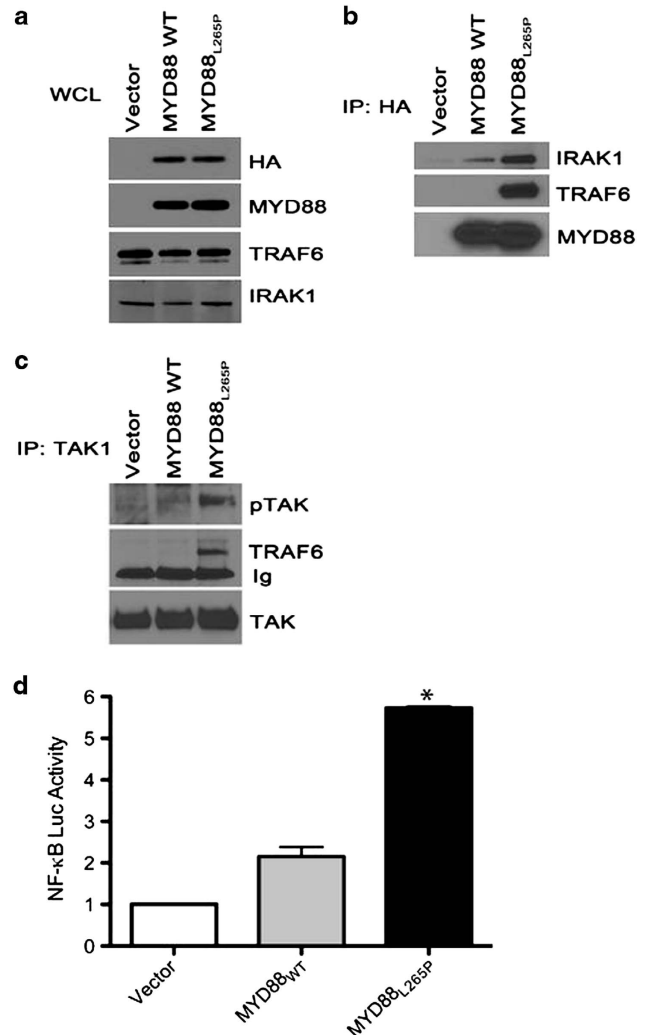 a
WCL
Vector
MYD88 WT
MYD88L265P
HA
MYD88
TRAF6
IRAK1
b
IP: HA
Vector
MYD88 WT
MYD88L265P
IRAK1
TRAF6
MYD88
c
IP: TAK1
Vector
MYD88 WT
MYD88L265P
pTAK
TRAF6
Ig
TAK
d
NF-κB Luc Activity
6
5
4
3
2
1
0
*
Vector
MYD88WT
MYD88L265P